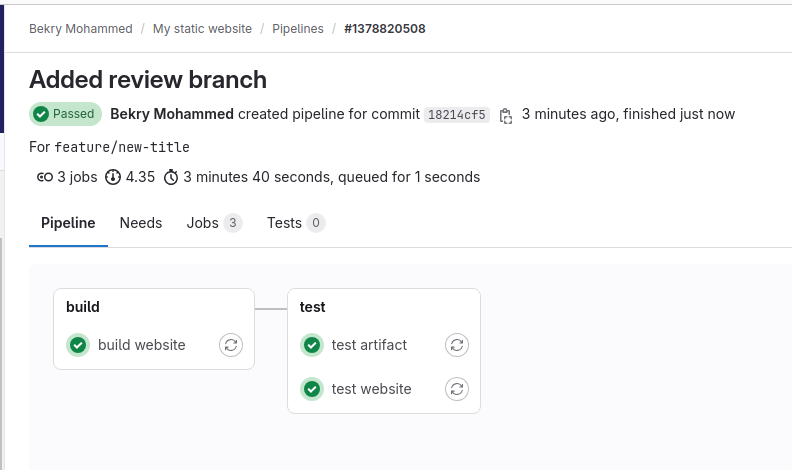 Bekry Mohammed / My static website / Pipelines / #1378820508
Added review branch
Passed Bekry Mohammed created pipeline for commit 18214cf5 3 minutes ago, finished just now
For feature/new-title
3 jobs 4.35 3 minutes 40 seconds, queued for 1 seconds
Pipeline Needs Jobs 3 Tests 0
build
build website
test
test artifact
test website